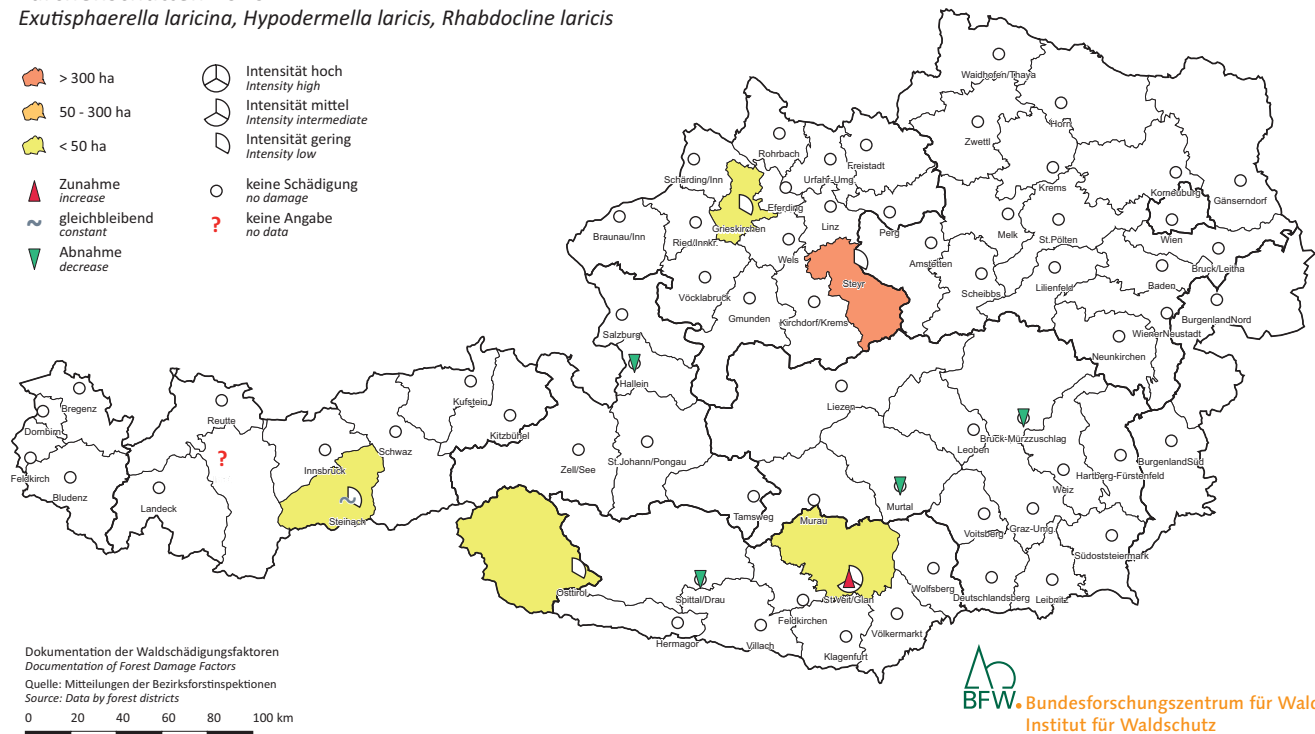 Exutisphaerella laricina, Hypodermella laricis, Rhabdocline laricis
> 300 ha
50 - 300 ha
< 50 ha
Intensität hoch
Intensity high
Intensität mittel
Intensity intermediate
Intensität gering
Intensity low
Zunahme
increase
gleichbleibend
constant
Abnahme
decrease
keine Schädigung
no damage
?
keine Angabe
no data
Waidhofen/Thaya
Horn
Zwettl
Rohrbach
Freistadt
Schärding/Inn
Urfahr-Umg.
Krems
Korneuburg
Gänserndorf
Eferding
Grieskirchen
Linz
Perg
Melk
St.Pölten
Wien
Braunau/Inn
Ried/Innkr.
Wels
Amstetten
Bruck/Leitha
Steyr
Scheibbs
Lilienfeld
Baden
Vöcklabruck
Gmunden
Kirchdorf/Krems
BurgenlandNord
WienerNeustadt
Salzburg
Neunkirchen
Hallein
Bregenz
Reutte
Kufstein
Liezen
Dornbirn
Kitzbühel
Bruck-Mürzzuschlag
Schwaz
Leoben
?
Innsbruck
St.Johann/Pongau
Zell/See
BurgenlandSüd
Feldkirch
Hartberg-Fürstenfeld
Bludenz
Weiz
Landeck
Steinach
Tamsweg
Murau
Murtal
Voitsberg
Graz-Umg.
Südoststeiermark
Osttirol
Spittal/Drau
St.Veit/Glan
Wolfsberg
Deutschlandsberg
Leibnitz
Feldkirchen
Völkermarkt
Hermagor
Villach
Klagenfurt
Dokumentation der Waldschädigungsfaktoren
Documentation of Forest Damage Factors
Quelle: Mitteilungen der Bezirksforstinspektionen
Source: Data by forest districts
0 20 40 60 80 100 km
BFW
Bundesforschungszentrum für Wald
Institut für Waldschutz